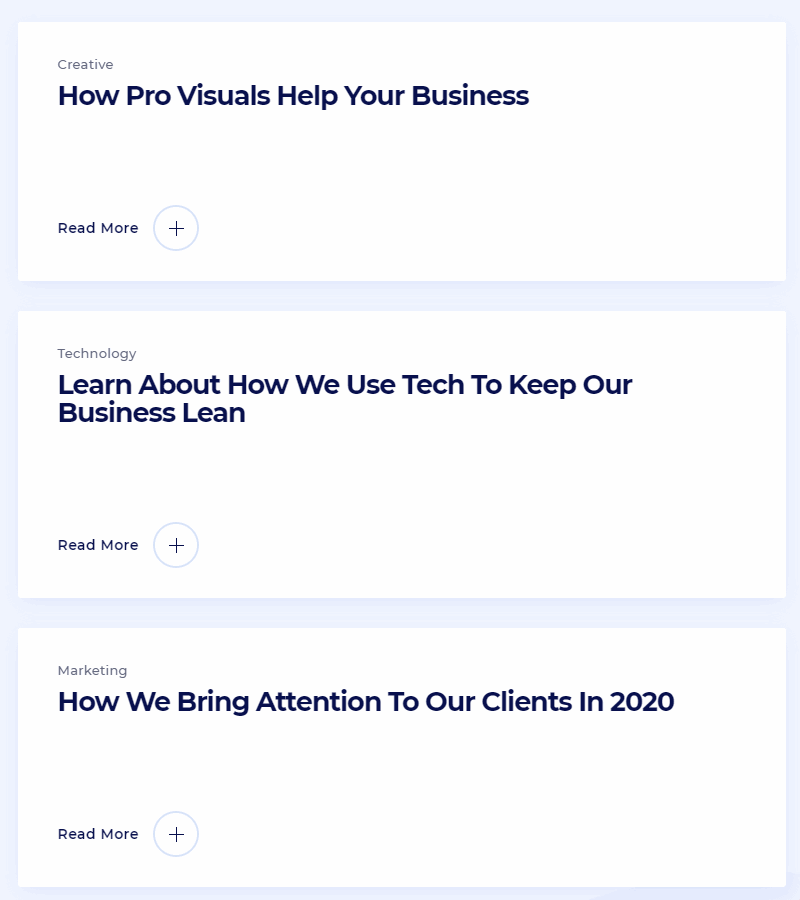 Creative
How Pro Visuals Help Your Business
Read More
Technology
Learn About How We Use Tech To Keep Our
Business Lean
Read More
Marketing
How We Bring Attention To Our Clients In 2020
Read More